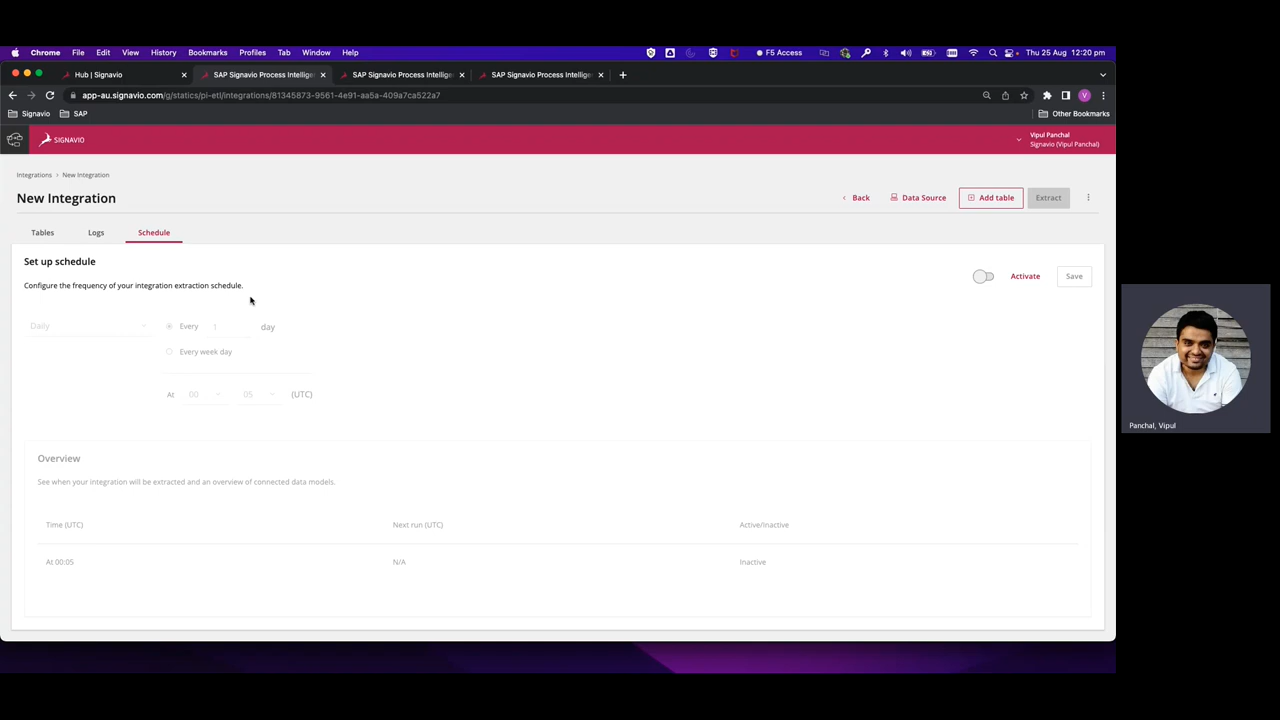 Chrome File Edit View History Bookmarks Profiles Tab Window Help F5 Access Thu 25 Aug 12:20 pm
Hub | Signavio SAP Signavio Process Intellige SAP Signavio Process Intellige SAP Signavio Process Intellige
app-au.signavio.com/g/statics/pi-etl/integrations/81345873-9561-4e91-aa5a-409a7ca522a7
Signavio SAP Other Bookmarks
SIGNAVIO
Vipul Panchal
Signavio (Vipul Panchal)
Integrations > New Integration
New Integration
Back Data Source Add table Extract
Tables Logs Schedule
Set up schedule
Configure the frequency of your integration extraction schedule.
Activate Save
Daily Every 1 day
Every week day
At 00 05 (UTC)
Overview
See when your integration will be extracted and an overview of connected data models.
Time (UTC) Next run (UTC) Active/Inactive
At 00:05 N/A Inactive
Panchal, Vipul